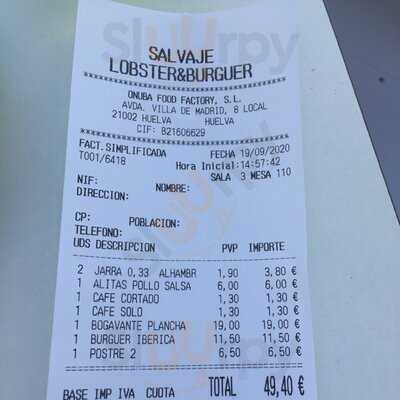 SALVAJE
LOBSTER&BURGUER
ONUBA FOOD FACTORY, S.L.
AVDA. VILLA DE MADRID, 8 LOCAL
21002 HUELVA HUELVA
CIF: B21606629
FACT.SIMPLIFICADA FECHA 19/09/2020
T001/6418 Hora Inicial:14:57:42
SALA 3 MESA 110
NIF: NOMBRE:
DIRECCION:
CP: POBLACION:
TELEFONO:
UDS DESCRIPCION PVP IMPORTE
2 JARRA 0,33 ALHAMBR 1,90 3,80 €
1 ALITAS POLLO SALSA 6,00 6,00 €
1 CAFE CORTADO 1,30 1,30 €
1 CAFE SOLO 1,30 1,30 €
1 BOGAVANTE PLANCHA 19,00 19,00 €
1 BURGUER IBERICA 11,50 11,50 €
1 POSTRE 2 6,50 6,50 €
TOTAL 49,40 €
BASE IMP IVA CUOTA
Sluurpy